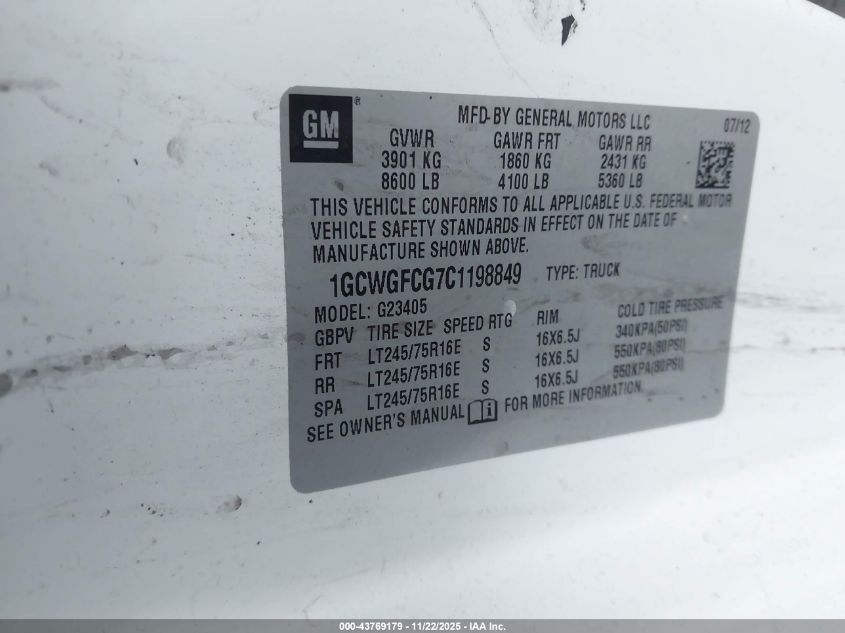 GM ®
MFD-BY GENERAL MOTORS LLC 07/12
GVWR GAWR FRT GAWR RR
3901 KG 1860 KG 2431 KG
8600 LB 4100 LB 5360 LB
THIS VEHICLE CONFORMS TO ALL APPLICABLE U.S. FEDERAL MOTOR
VEHICLE SAFETY STANDARDS IN EFFECT ON THE DATE OF
MANUFACTURE SHOWN ABOVE.
1GCWGFCG7C1198849 TYPE: TRUCK
MODEL: G23405
GBPV TIRE SIZE SPEED RTG RIM COLD TIRE PRESSURE
FRT LT245/75R16E S 16X6.5J 340KPA(50PSI)
RR LT245/75R16E S 16X6.5J 550KPA(80PSI)
SPA LT245/75R16E S 16X6.5J 550KPA(80PSI)
SEE OWNER'S MANUAL FOR MORE INFORMATION.
000-43769179 - 11/22/2025 - IAA Inc.